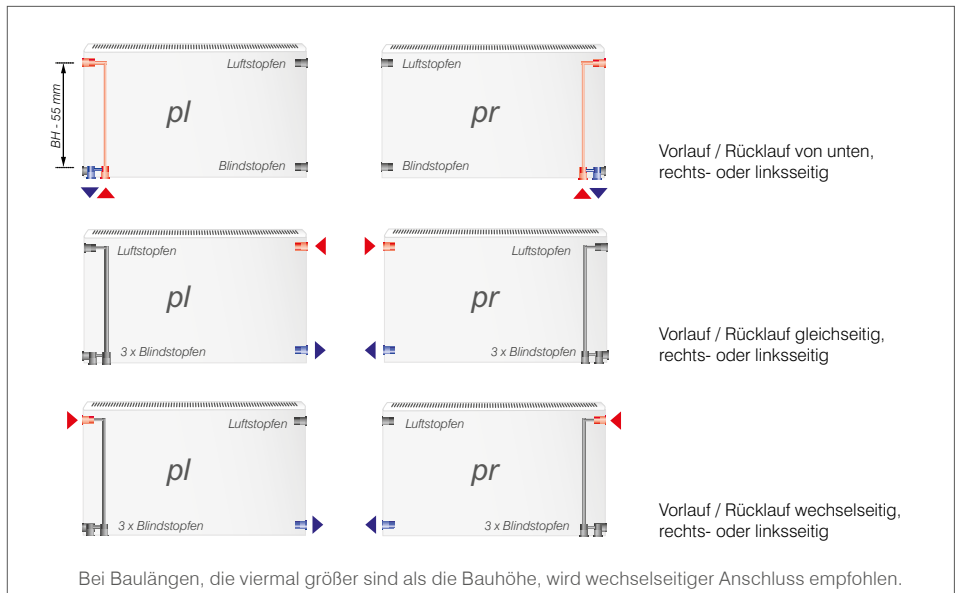 Luftstopfen
BH - 55 mm
pl
Blindstopfen
Luftstopfen
pr
Blindstopfen
Vorlauf / Rücklauf von unten,
rechts- oder linksseitig
Luftstopfen
pl
3 x Blindstopfen
Luftstopfen
pr
3 x Blindstopfen
Vorlauf / Rücklauf gleichseitig,
rechts- oder linksseitig
Luftstopfen
pl
3 x Blindstopfen
Luftstopfen
pr
3 x Blindstopfen
Vorlauf / Rücklauf wechselseitig,
rechts- oder linksseitig
Bei Baulängen, die viermal größer sind als die Bauhöhe, wird wechselseitiger Anschluss empfohlen.